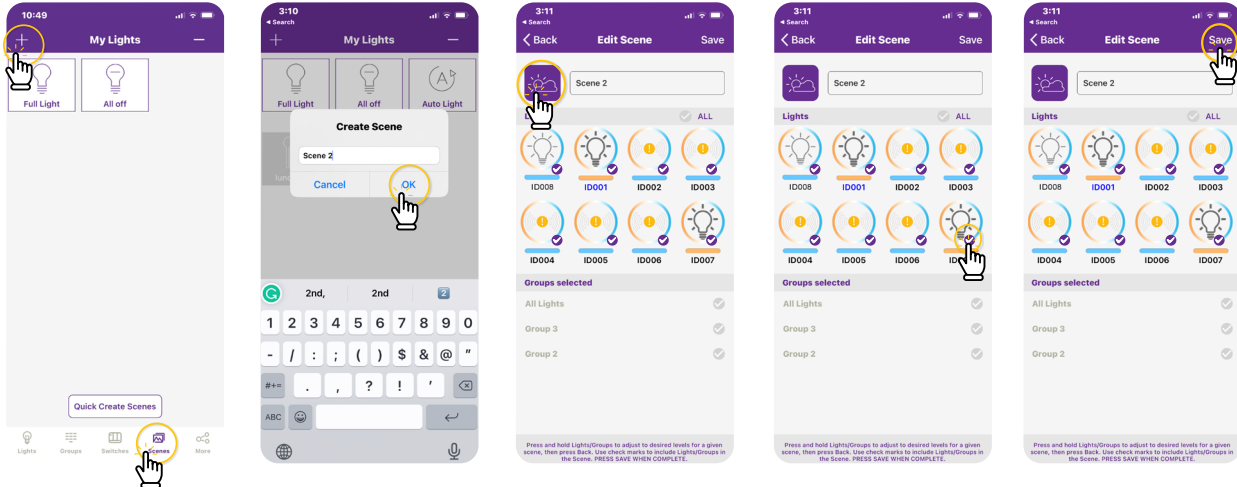 10:49
+ My Lights −
Full Light All off
Quick Create Scenes
Lights Groups Switches Scenes More
3:10
◀ Search
+ My Lights −
Full Light All off Auto Light
Create Scene
Scene 2
Cancel OK
2nd, 2nd 2
1 2 3 4 5 6 7 8 9 0
- / : ; ( ) $ & @ "
#+= . , ? ! '
ABC
3:11
◀ Search
Back Edit Scene Save
Scene 2
ALL
ID008 ID001 ID002 ID003
ID004 ID005 ID006 ID007
Groups selected
All Lights
Group 3
Group 2
Press and hold Lights/Groups to adjust to desired levels for a given
scene, then press Back. Use check marks to include Lights/Groups in
the Scene. PRESS SAVE WHEN COMPLETE.
3:11
◀ Search
Back Edit Scene Save
Scene 2
Lights ALL
ID008 ID001 ID002 ID003
ID004 ID005 ID006
Groups selected
All Lights
Group 3
Group 2
Press and hold Lights/Groups to adjust to desired levels for a given
scene, then press Back. Use check marks to include Lights/Groups in
the Scene. PRESS SAVE WHEN COMPLETE.
3:11
◀ Search
Back Edit Scene Save
Scene 2
Lights ALL
ID008 ID001 ID002 ID003
ID004 ID005 ID006 ID007
Groups selected
All Lights
Group 3
Group 2
Press and hold Lights/Groups to adjust to desired levels for a given
scene, then press Back. Use check marks to include Lights/Groups in
the Scene. PRESS SAVE WHEN COMPLETE.